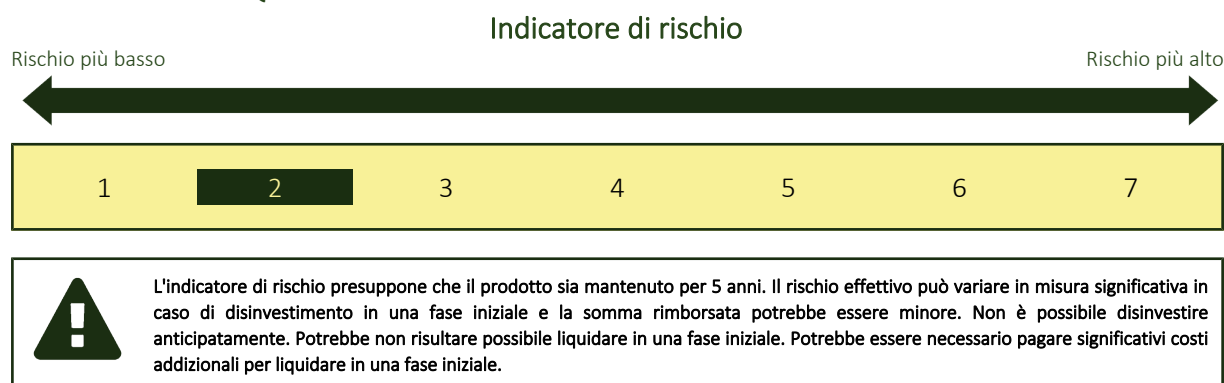 Indicatore di rischio
Rischio più basso
Rischio più alto
1 2 3 4 5 6 7
L'indicatore di rischio presuppone che il prodotto sia mantenuto per 5 anni. Il rischio effettivo può variare in misura significativa in
caso di disinvestimento in una fase iniziale e la somma rimborsata potrebbe essere minore. Non è possibile disinvestire
anticipatamente. Potrebbe non risultare possibile liquidare in una fase iniziale. Potrebbe essere necessario pagare significativi costi
addizionali per liquidare in una fase iniziale.